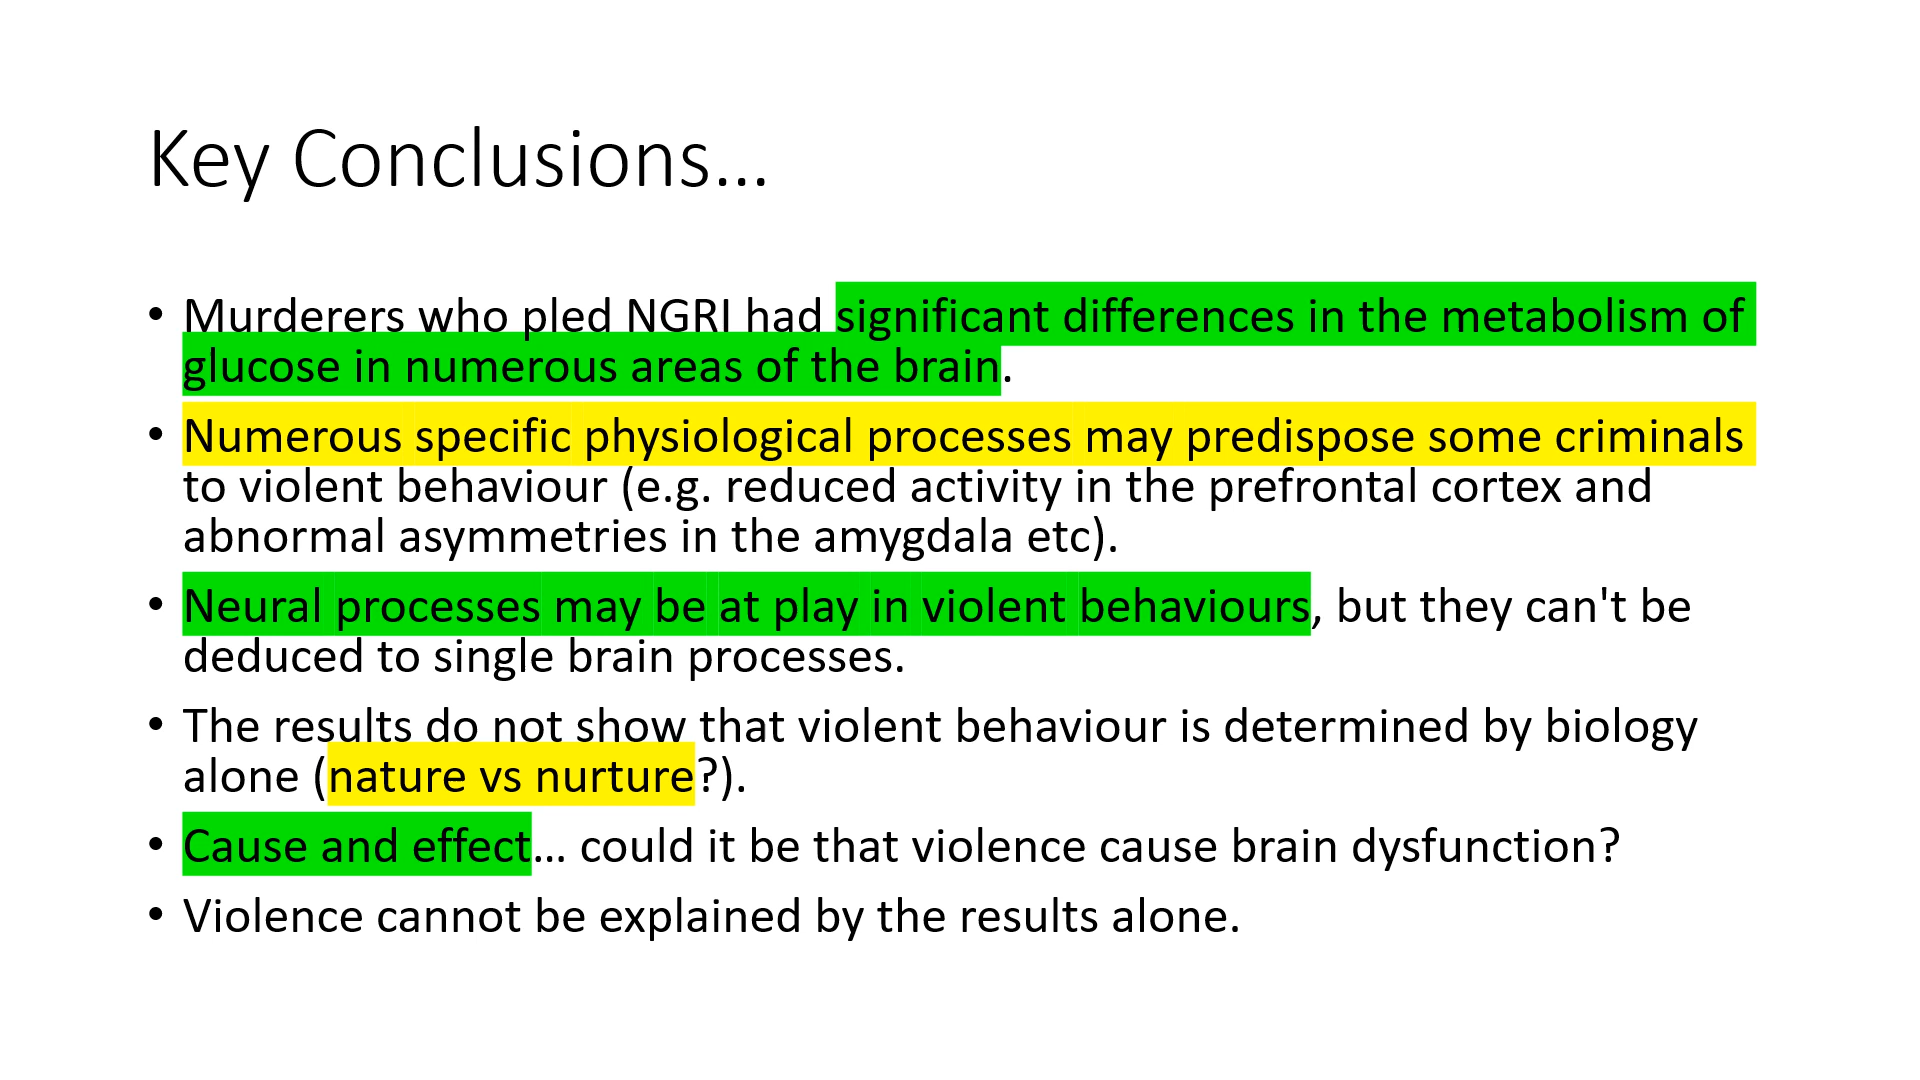 Key Conclusions...
• Murderers who pled NGRI had significant differences in the metabolism of
glucose in numerous areas of the brain.
• Numerous specific physiological processes may predispose some criminals
to violent behaviour (e.g. reduced activity in the prefrontal cortex and
abnormal asymmetries in the amygdala etc).
• Neural processes may be at play in violent behaviours, but they can't be
deduced to single brain processes.
• The results do not show that violent behaviour is determined by biology
alone (nature vs nurture?).
• Cause and effect... could it be that violence cause brain dysfunction?
• Violence cannot be explained by the results alone.